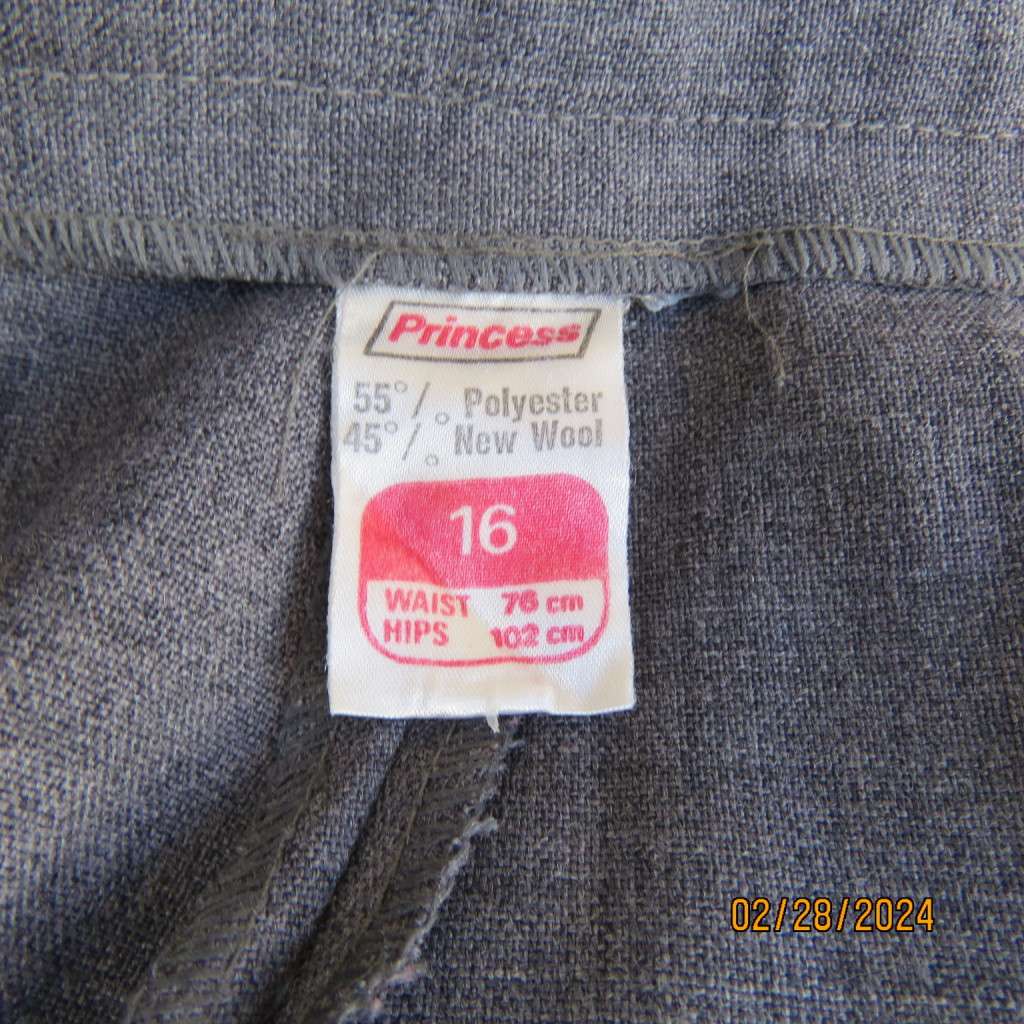 Princess
55% Polyester
45% New Wool
16
WAIST 76 cm
HIPS 102 cm
02/28/2024